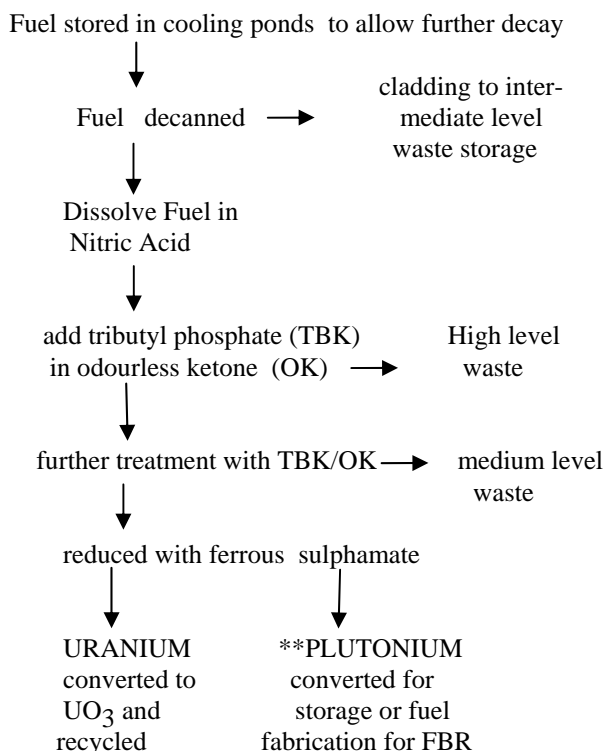 Fuel stored in cooling ponds to allow further decay
Fuel decanned
cladding to inter-
mediate level
waste storage
Dissolve Fuel in
Nitric Acid
add tributyl phosphate (TBK)
in odourless ketone (OK)
High level
waste
further treatment with TBK/OK
medium level
waste
reduced with ferrous sulphamate
URANIUM
converted to
UO₃ and
recycled
**PLUTONIUM
converted for
storage or fuel
fabrication for FBR